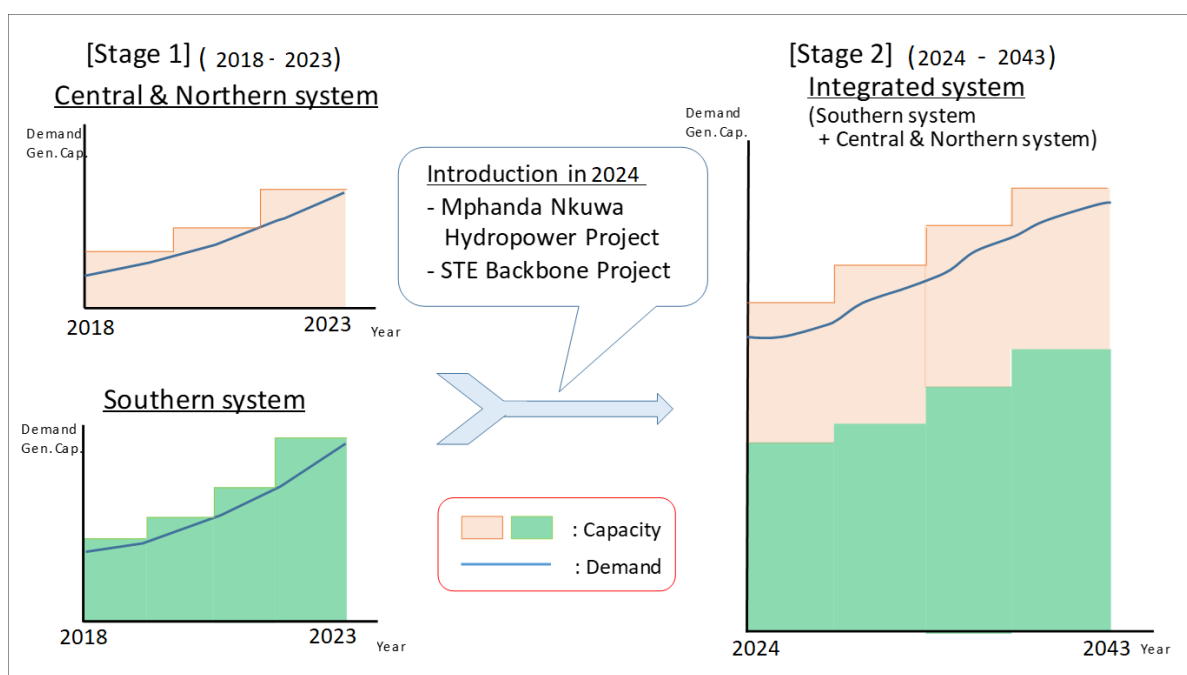 [Stage 1] ( 2018 - 2023)
Central & Northern system
Demand
Gen. Cap.
2018
2023
Year
Southern system
Demand
Gen. Cap.
2018
2023
Year
Introduction in 2024
- Mphanda Nkuwa
Hydropower Project
- STE Backbone Project
: Capacity
: Demand
[Stage 2] (2024 - 2043)
Integrated system
(Southern system
+ Central & Northern system)
Demand
Gen. Cap.
2024
2043
Year